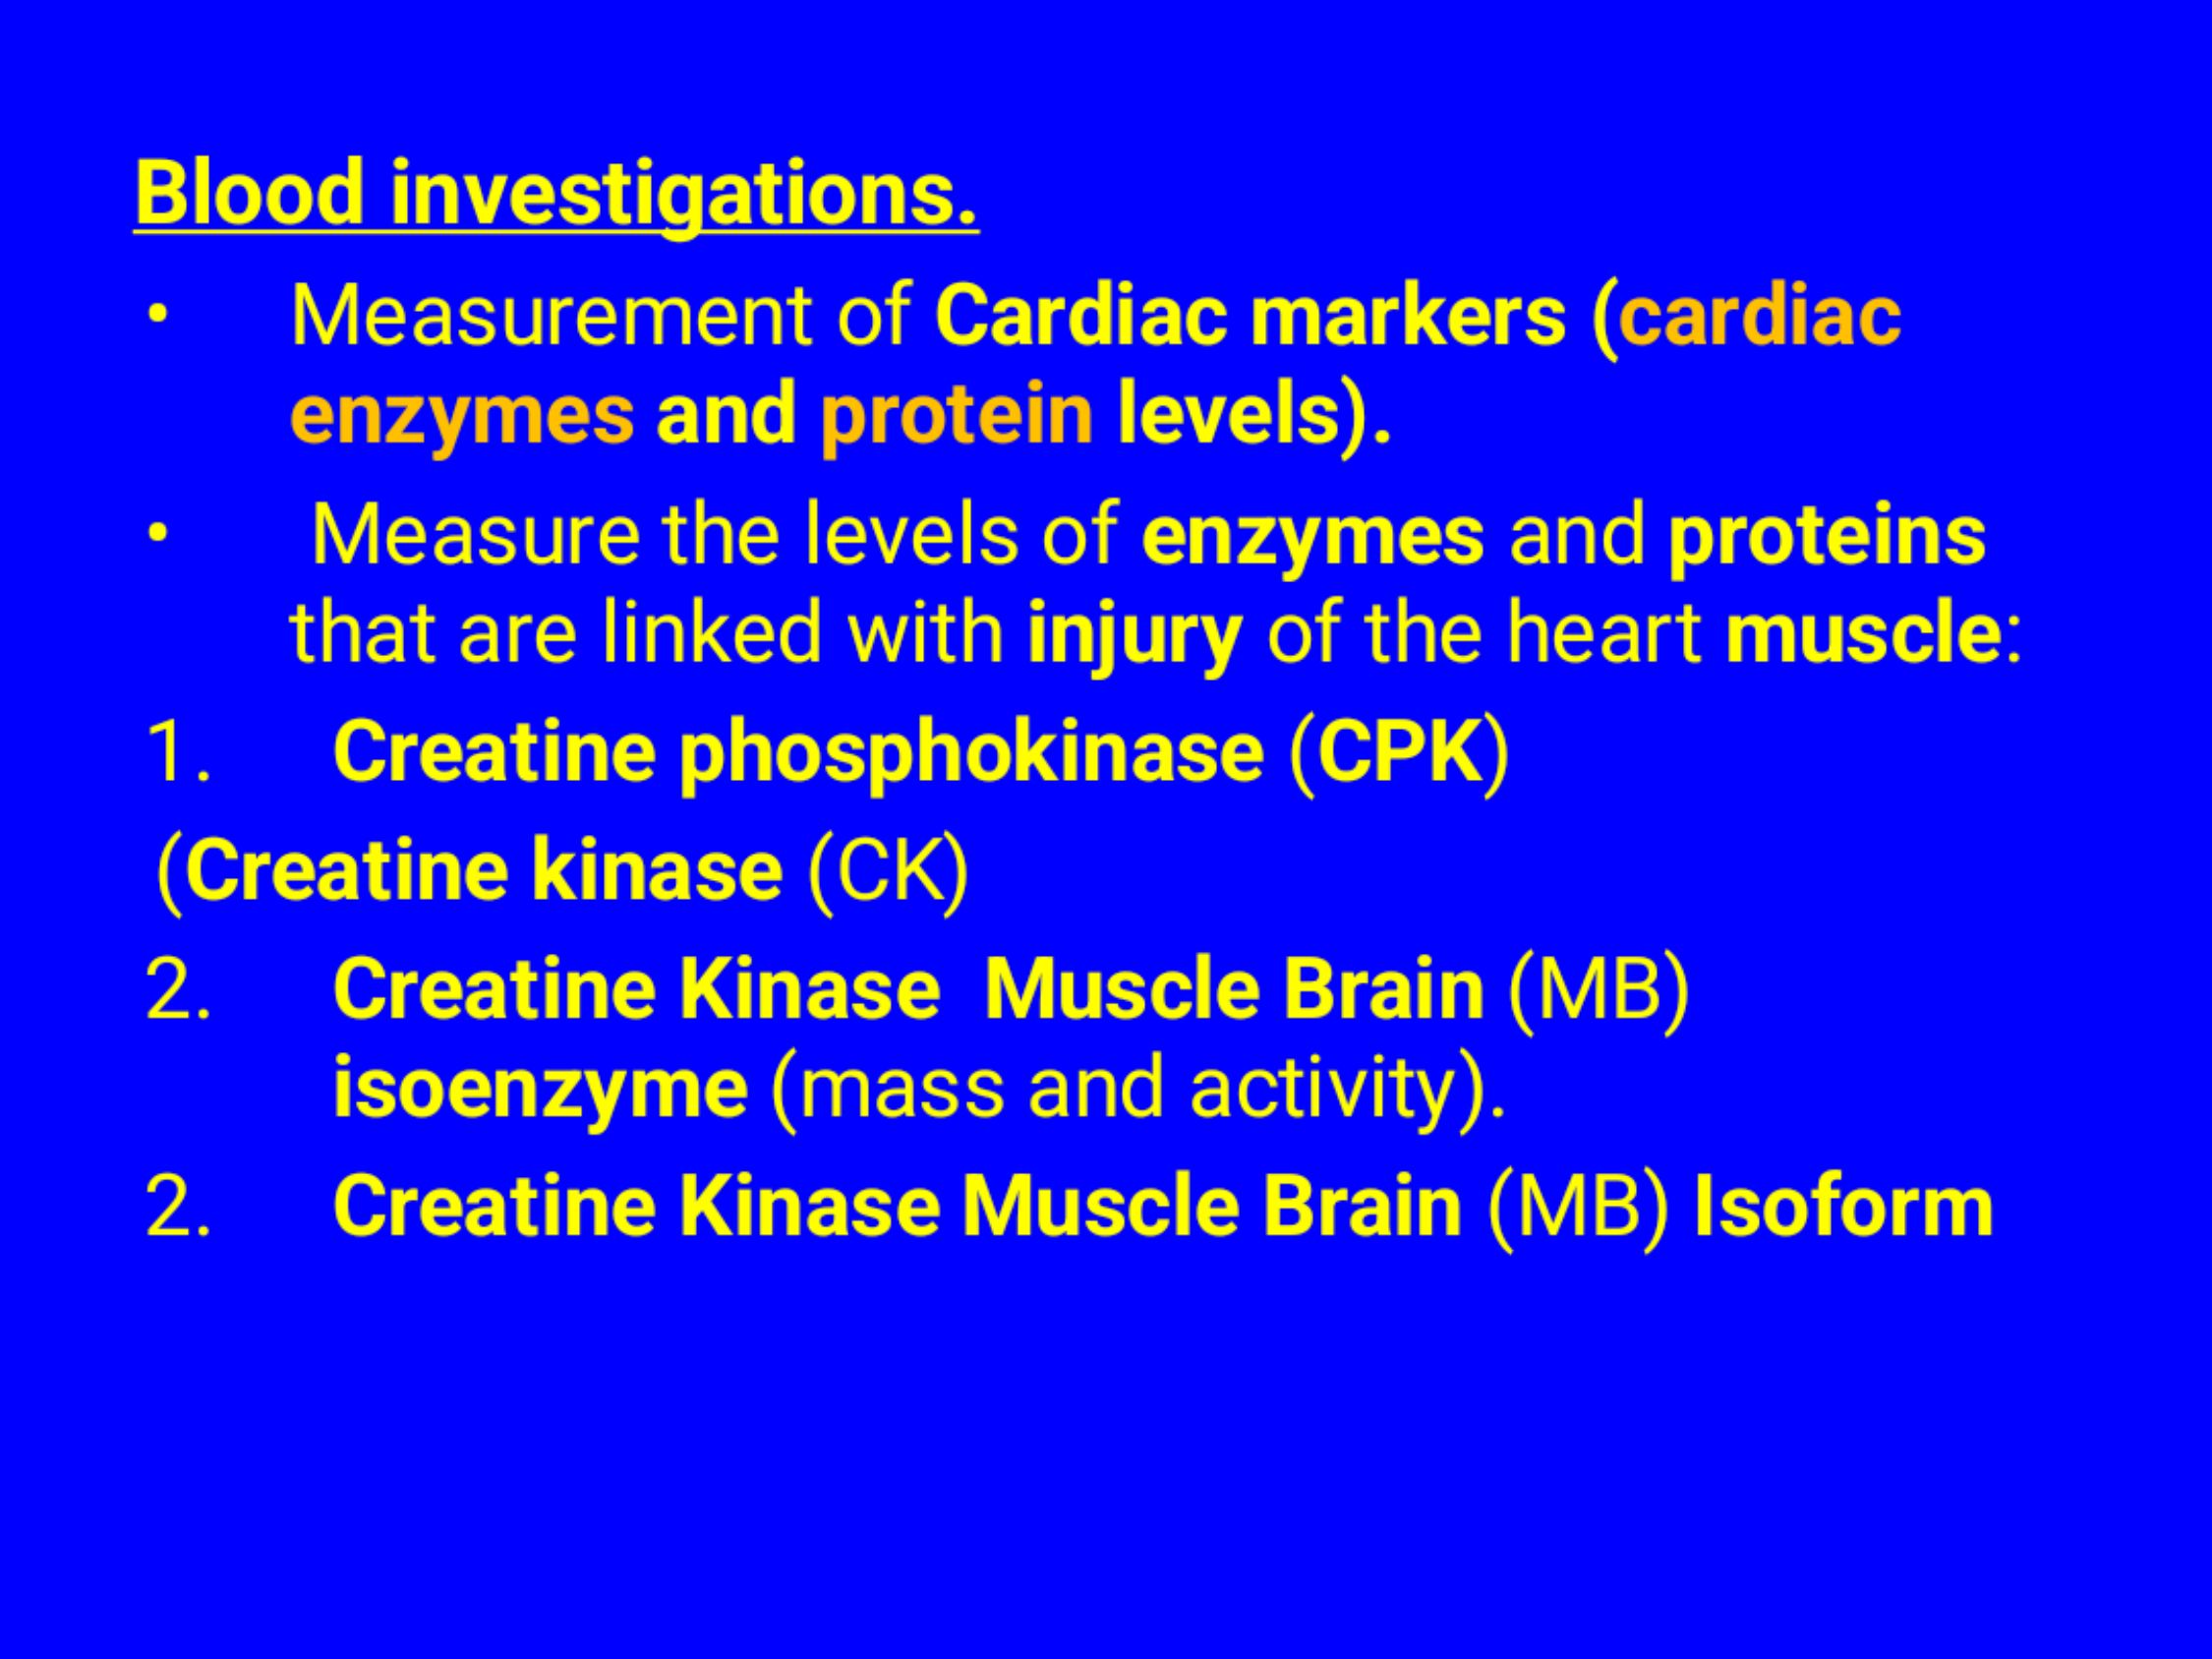 Blood investigations.
• Measurement of Cardiac markers (cardiac
enzymes and protein levels).
• Measure the levels of enzymes and proteins
that are linked with injury of the heart muscle:
1. Creatine phosphokinase (CPK)
(Creatine kinase (CK)
2. Creatine Kinase  Muscle Brain (MB)
isoenzyme (mass and activity).
2. Creatine Kinase Muscle Brain (MB) Isoform